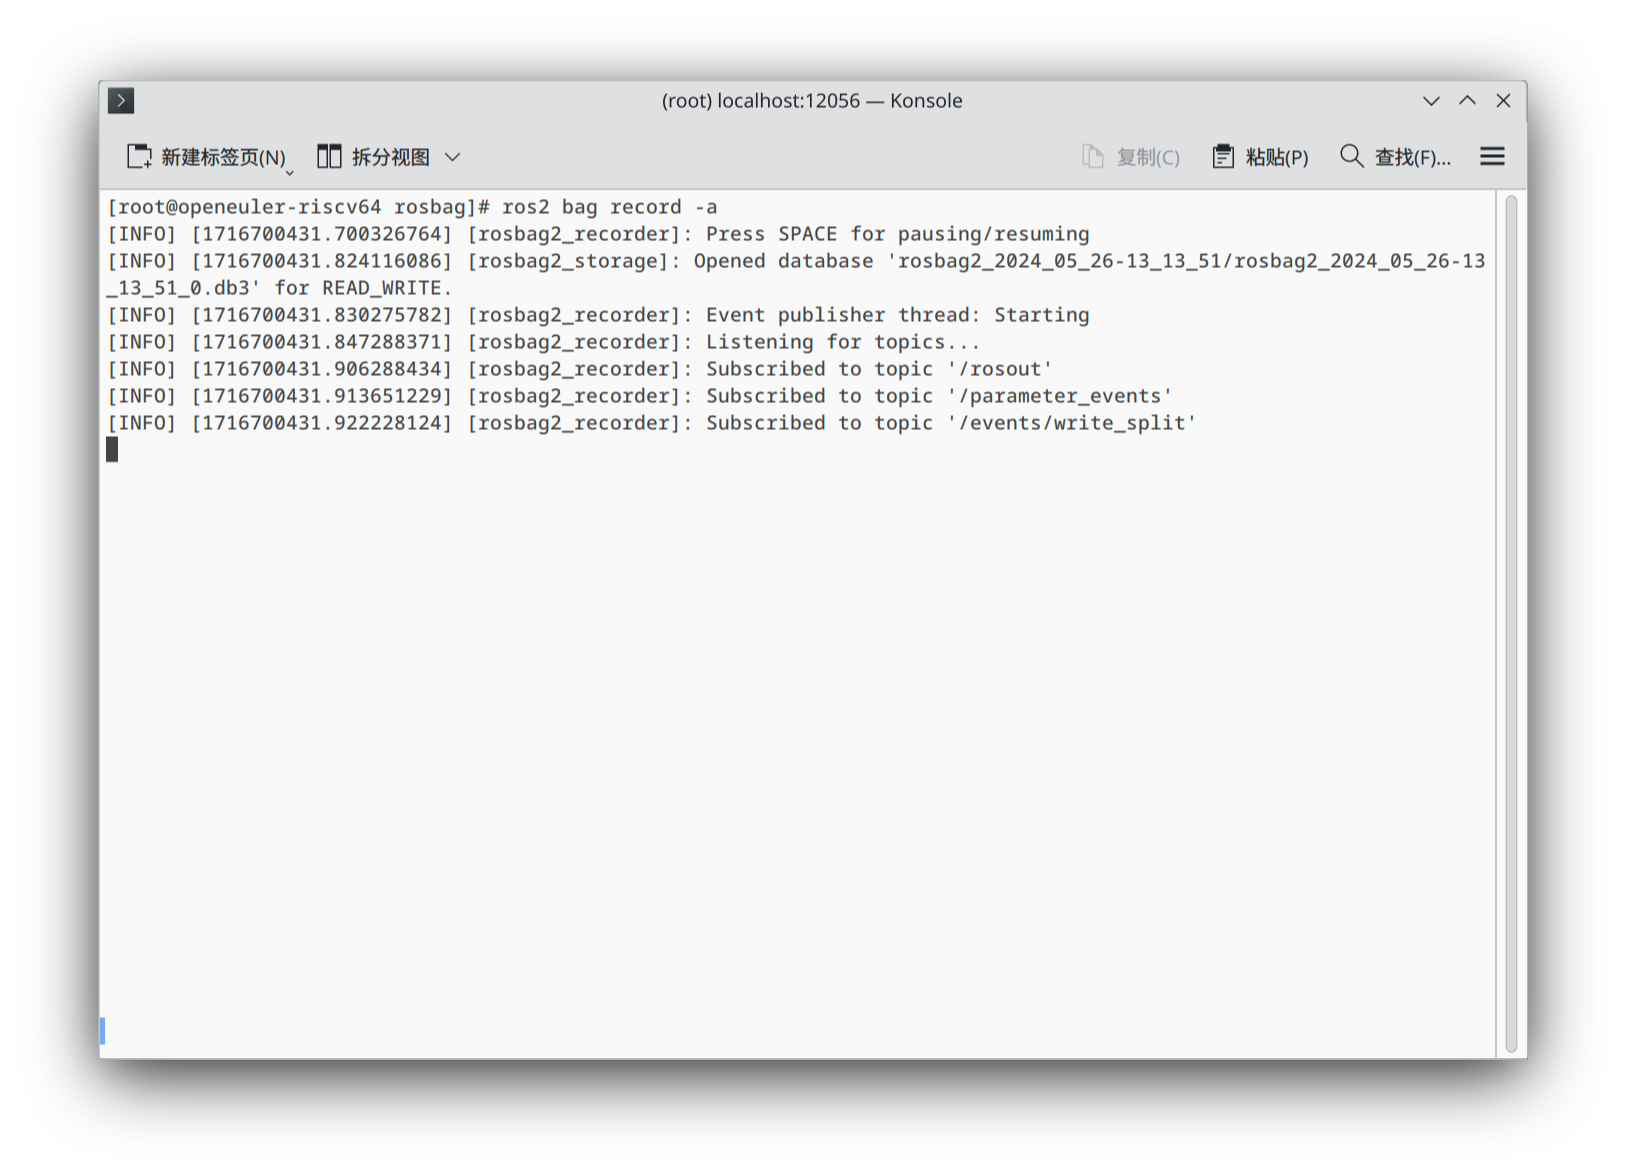 (root) localhost:12056 — Konsole
新建标签页(N) 拆分视图 复制(C) 粘贴(P) 查找(F)...
[root@openeuler-riscv64 rosbag]# ros2 bag record -a
[INFO] [1716700431.700326764] [rosbag2_recorder]: Press SPACE for pausing/resuming
[INFO] [1716700431.824116086] [rosbag2_storage]: Opened database 'rosbag2_2024_05_26-13_13_51/rosbag2_2024_05_26-13
_13_51_0.db3' for READ_WRITE.
[INFO] [1716700431.830275782] [rosbag2_recorder]: Event publisher thread: Starting
[INFO] [1716700431.847288371] [rosbag2_recorder]: Listening for topics...
[INFO] [1716700431.906288434] [rosbag2_recorder]: Subscribed to topic '/rosout'
[INFO] [1716700431.913651229] [rosbag2_recorder]: Subscribed to topic '/parameter_events'
[INFO] [1716700431.922228124] [rosbag2_recorder]: Subscribed to topic '/events/write_split'